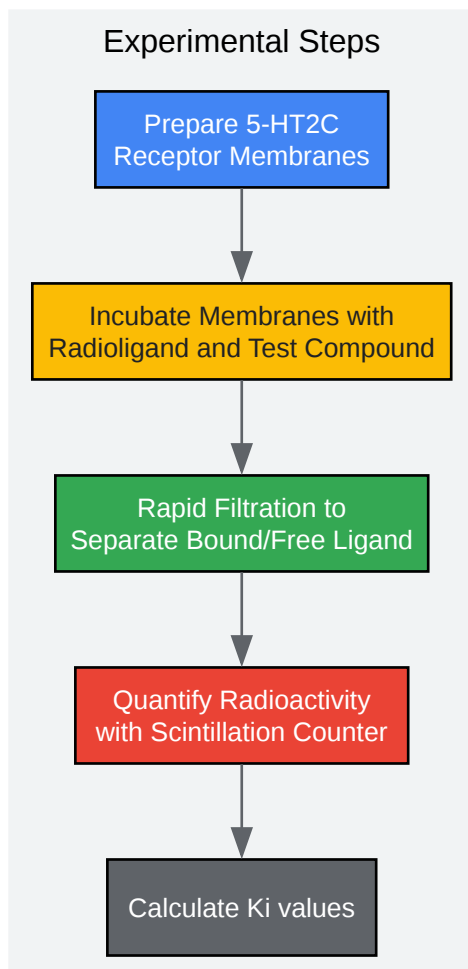 Experimental Steps
Prepare 5-HT2C
Receptor Membranes
Incubate Membranes with
Radioligand and Test Compound
Rapid Filtration to
Separate Bound/Free Ligand
Quantify Radioactivity
with Scintillation Counter
Calculate Ki values